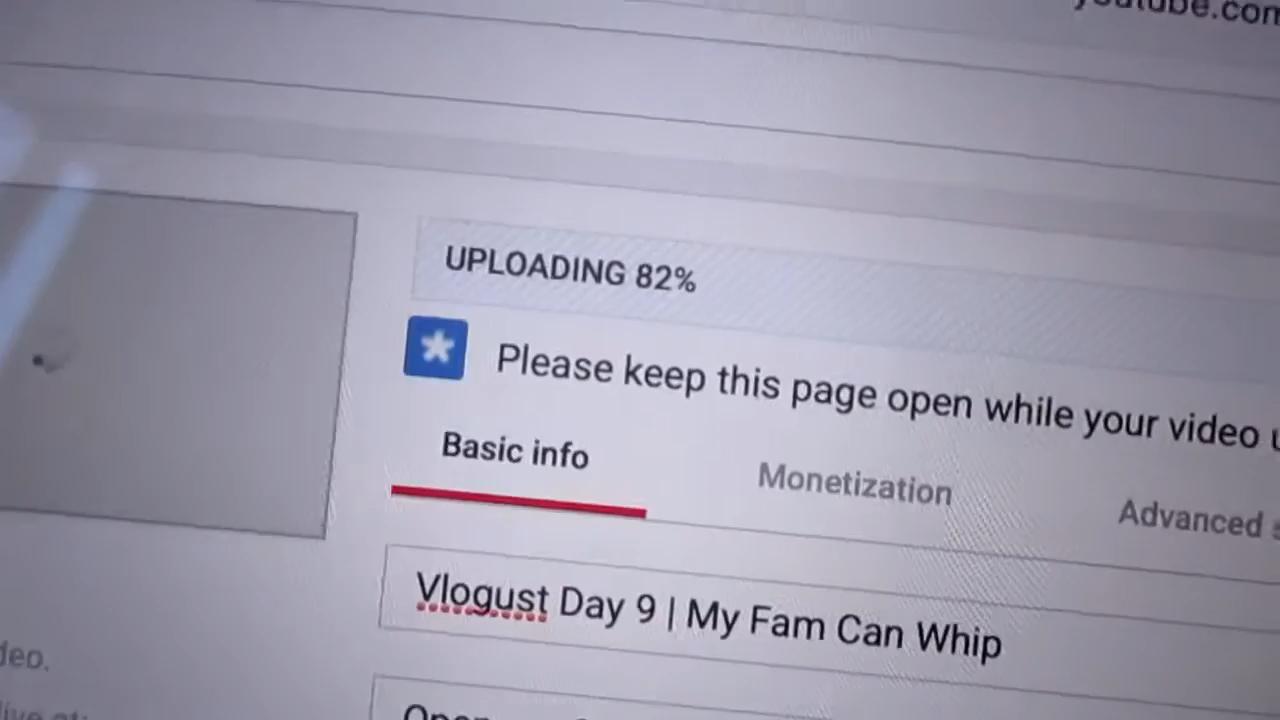 youtube.com
UPLOADING 82%
Please keep this page open while your video
Basic info
Monetization
Advanced
Vlogust Day 9 | My Fam Can Whip